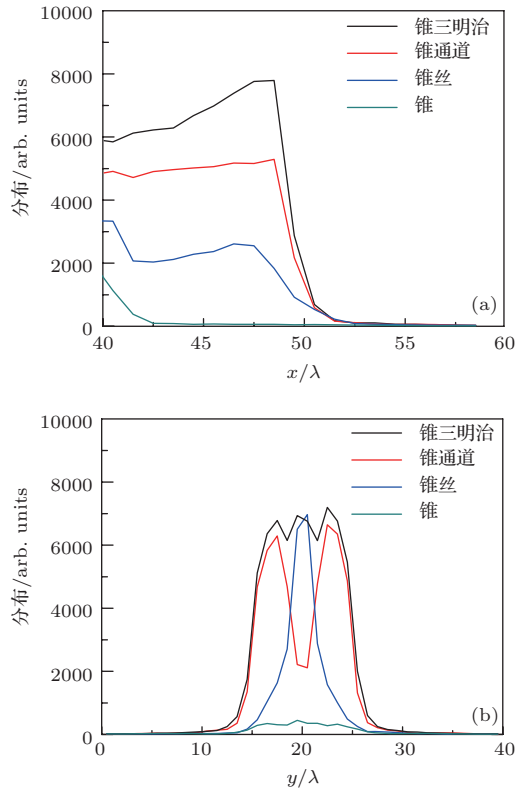 10000
8000
6000
4000
2000
0
分布/arb. units
锥三明治
锥通道
锥丝
锥
(a)
40 45 50 55 60
x/λ
10000
8000
6000
4000
2000
0
分布/arb. units
锥三明治
锥通道
锥丝
锥
(b)
0 10 20 30 40
y/λ